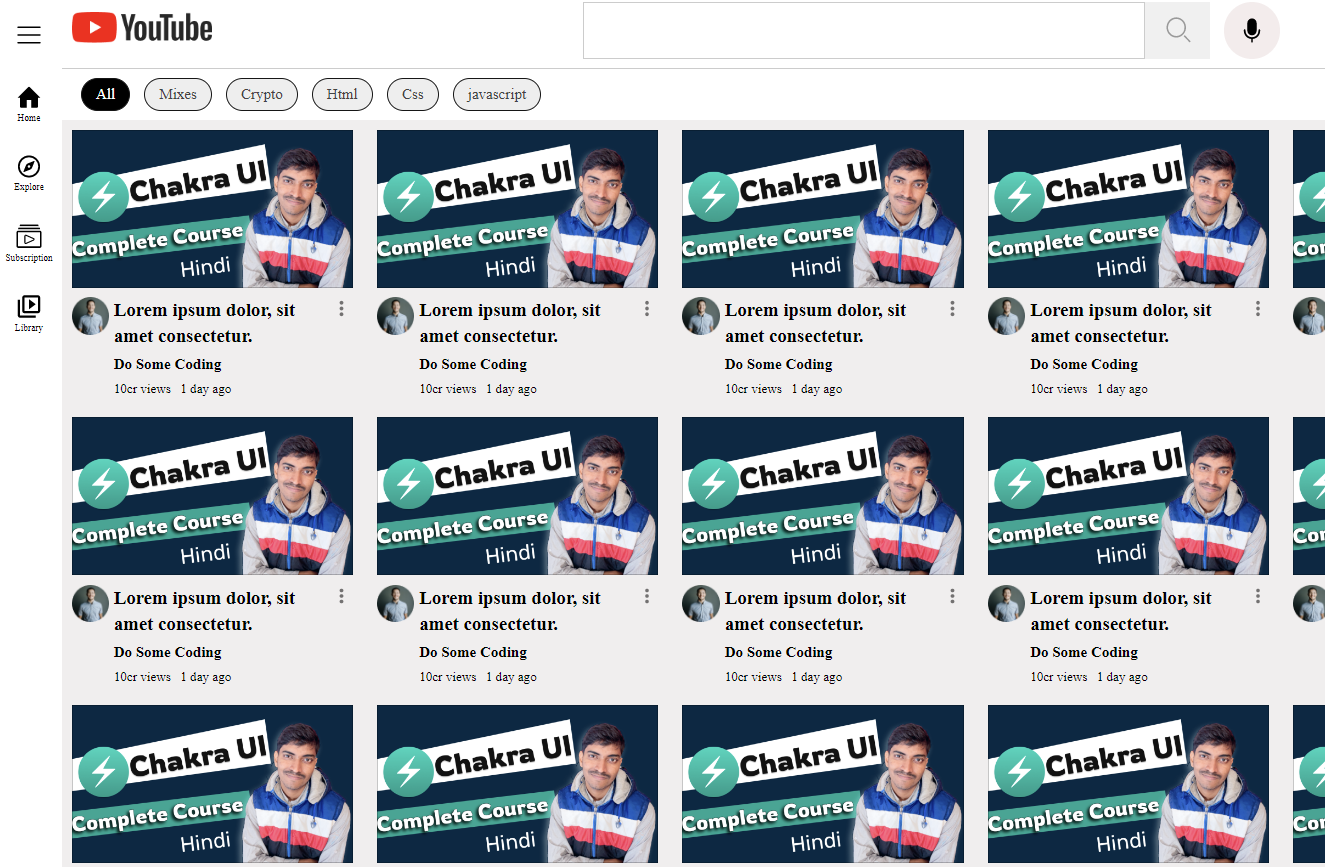 YouTube
All
Mixes
Crypto
Html
Css
javascript
Home
Explore
Subscription
Library
Chakra UI
Complete Course
Hindi
Lorem ipsum dolor, sit
amet consectetur.
Do Some Coding
10cr views 1 day ago
Chakra UI
Complete Course
Hindi
Lorem ipsum dolor, sit
amet consectetur.
Do Some Coding
10cr views 1 day ago
Chakra UI
Complete Course
Hindi
Lorem ipsum dolor, sit
amet consectetur.
Do Some Coding
10cr views 1 day ago
Chakra UI
Complete Course
Hindi
Lorem ipsum dolor, sit
amet consectetur.
Do Some Coding
10cr views 1 day ago
Chakra UI
Complete Course
Hindi
Lorem ipsum dolor, sit
amet consectetur.
Do Some Coding
10cr views 1 day ago
Chakra UI
Complete Course
Hindi
Lorem ipsum dolor, sit
amet consectetur.
Do Some Coding
10cr views 1 day ago
Chakra UI
Complete Course
Hindi
Lorem ipsum dolor, sit
amet consectetur.
Do Some Coding
10cr views 1 day ago
Chakra UI
Complete Course
Hindi
Lorem ipsum dolor, sit
amet consectetur.
Do Some Coding
10cr views 1 day ago
Chakra UI
Complete Course
Hindi
Chakra UI
Complete Course
Hindi
Chakra UI
Complete Course
Hindi
Chakra UI
Complete Course
Hindi